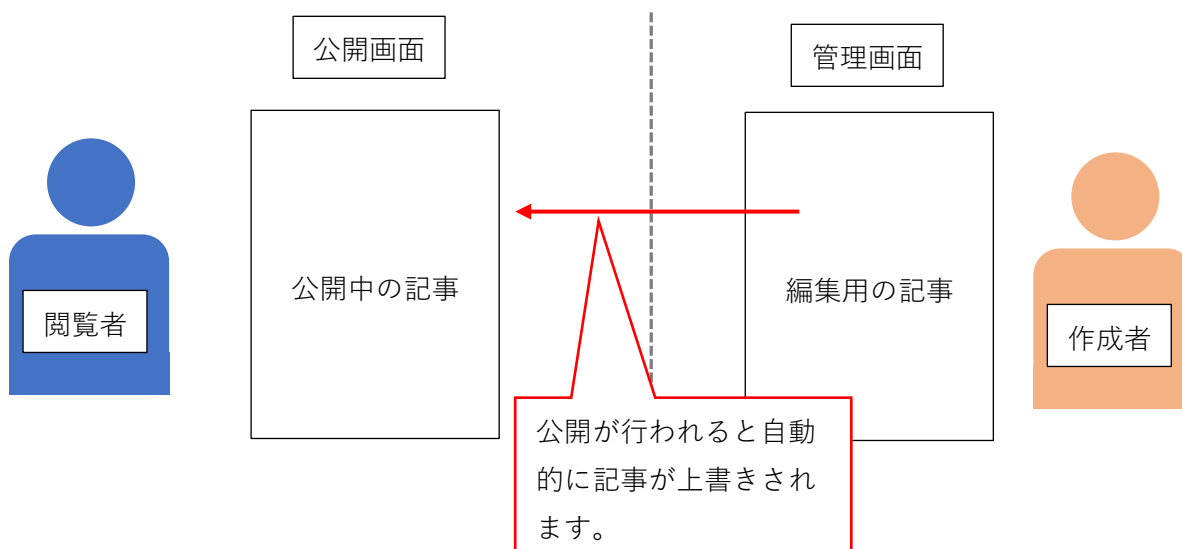 公開画面
管理画面
公開中の記事
編集用の記事
閲覧者
作成者
公開が行われると自動
的に記事が上書きされ
ます。